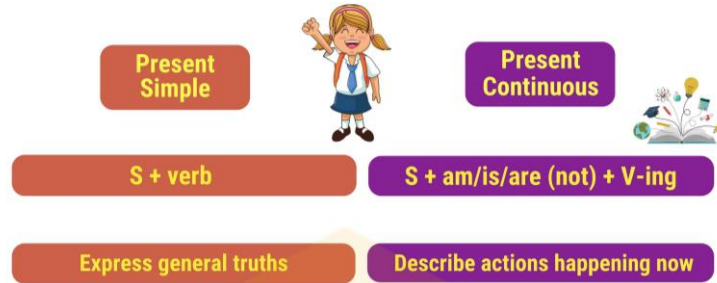 Present
Simple
Present
Continuous
S + verb
S + am/is/are (not) + V-ing
Express general truths
Describe actions happening now